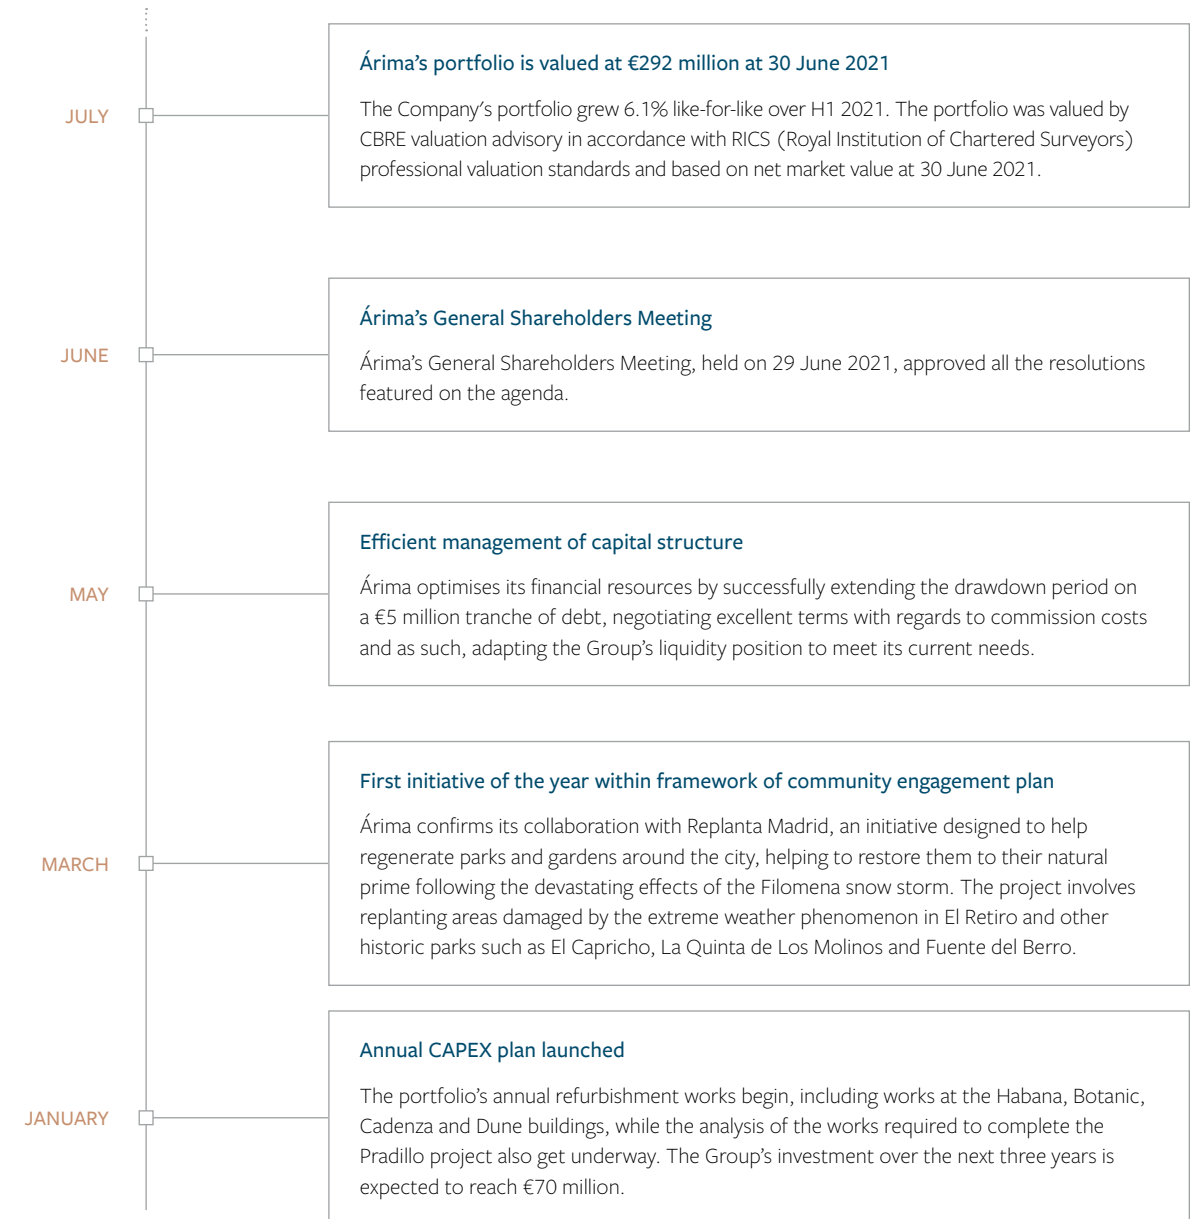 Árima’s portfolio is valued at €292 million at 30 June 2021
JULY
The Company’s portfolio grew 6.1% like-for-like over H1 2021. The portfolio was valued by
CBRE valuation advisory in accordance with RICS (Royal Institution of Chartered Surveyors)
professional valuation standards and based on net market value at 30 June 2021.
Árima’s General Shareholders Meeting
JUNE
Árima’s General Shareholders Meeting, held on 29 June 2021, approved all the resolutions
featured on the agenda.
Efficient management of capital structure
MAY
Árima optimises its financial resources by successfully extending the drawdown period on
a €5 million tranche of debt, negotiating excellent terms with regards to commission costs
and as such, adapting the Group’s liquidity position to meet its current needs.
First initiative of the year within framework of community engagement plan
MARCH
Árima confirms its collaboration with Replanta Madrid, an initiative designed to help
regenerate parks and gardens around the city, helping to restore them to their natural
prime following the devastating effects of the Filomena snow storm. The project involves
replanting areas damaged by the extreme weather phenomenon in El Retiro and other
historic parks such as El Capricho, La Quinta de Los Molinos and Fuente del Berro.
Annual CAPEX plan launched
JANUARY
The portfolio’s annual refurbishment works begin, including works at the Habana, Botanic,
Cadenza and Dune buildings, while the analysis of the works required to complete the
Pradillo project also get underway. The Group’s investment over the next three years is
expected to reach €70 million.